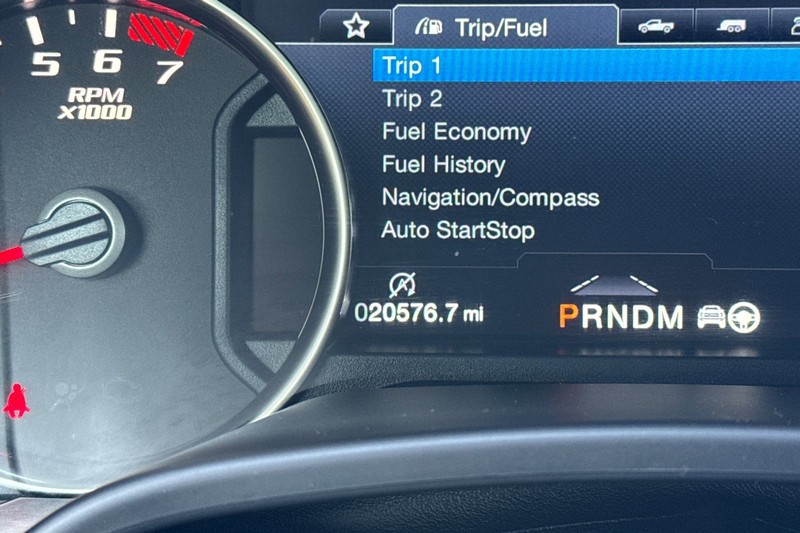 Trip/Fuel
5 6 7
RPM
x1000
Trip 1
Trip 2
Fuel Economy
Fuel History
Navigation/Compass
Auto StartStop
020576.7 mi
PRNDM